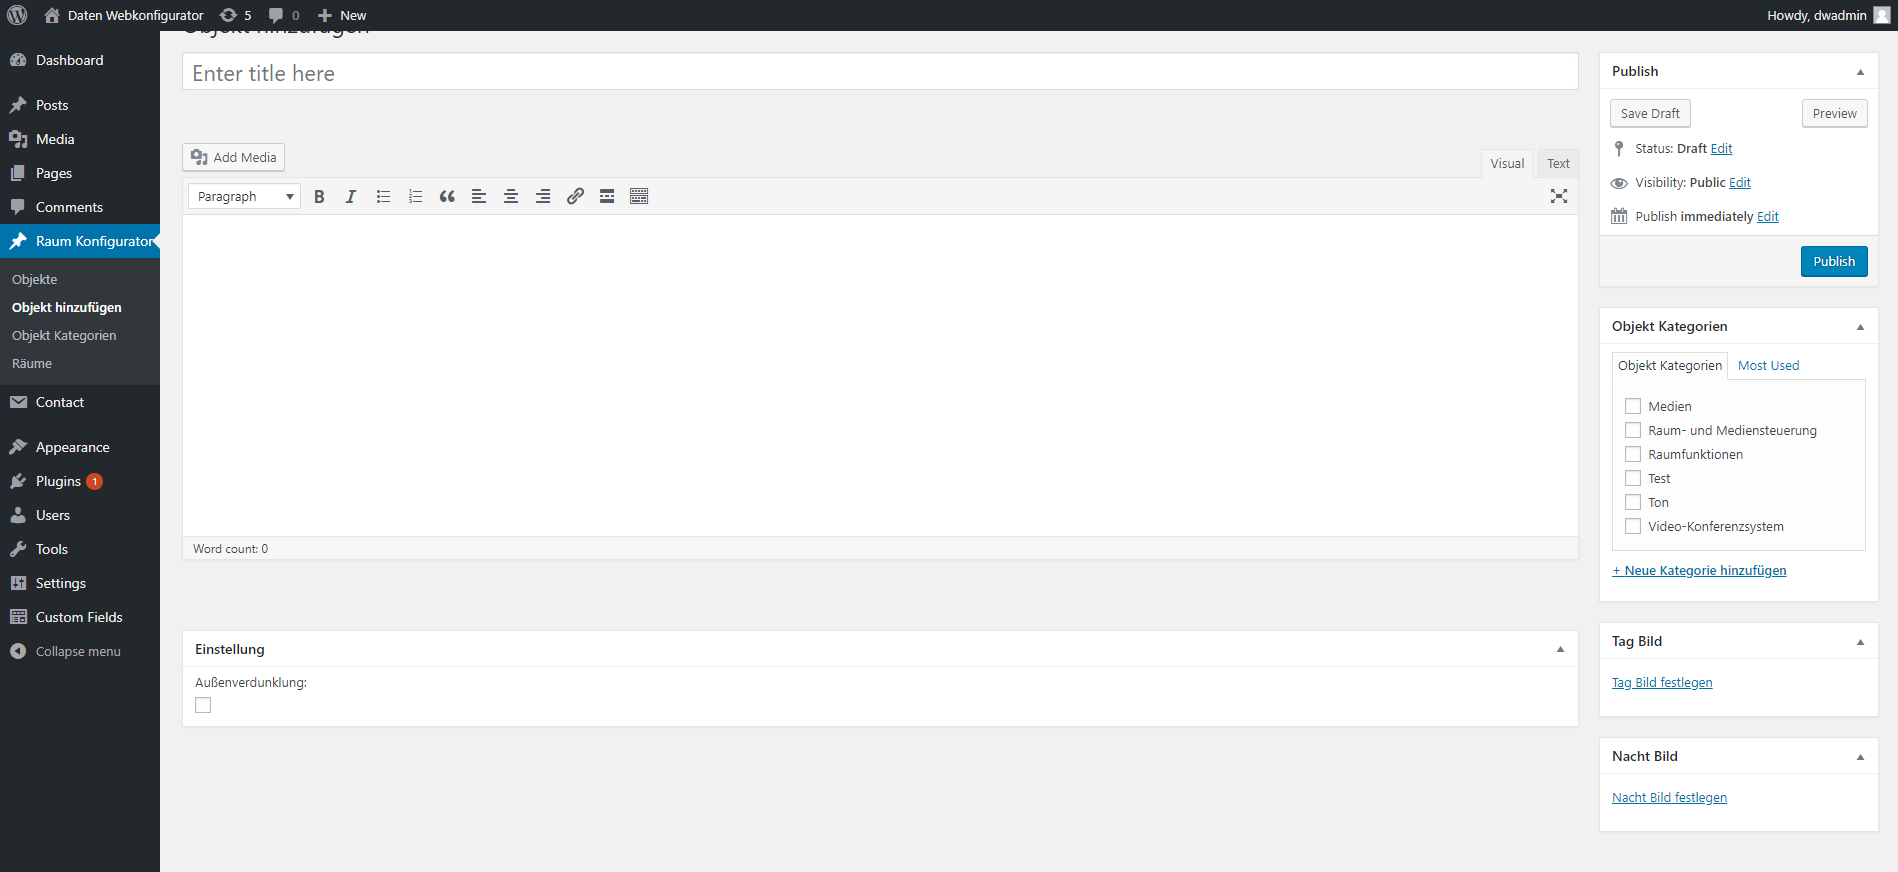 Daten Webkonfigurator 5 0 New Howdy, dwadmin
Dashboard
Posts
Media
Pages
Comments
Raum Konfigurator
Objekte
Objekt hinzufügen
Objekt Kategorien
Räume
Contact
Appearance
Plugins 1
Users
Tools
Settings
Custom Fields
Collapse menu
Objekt hinzufügen
Enter title here
Add Media
Visual Text
Paragraph
Word count: 0
Einstellung
Außenverdunklung:
Publish
Save Draft Preview
Status: Draft Edit
Visibility: Public Edit
Publish immediately Edit
Publish
Objekt Kategorien
Objekt Kategorien Most Used
Medien
Raum- und Mediensteuerung
Raumfunktionen
Test
Ton
Video-Konferenzsystem
+ Neue Kategorie hinzufügen
Tag Bild
Tag Bild festlegen
Nacht Bild
Nacht Bild festlegen